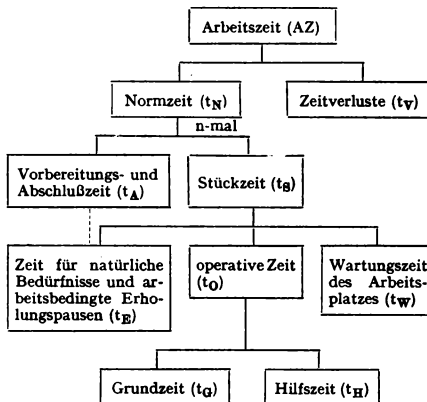 Arbeitszeit (AZ)
Normzeit (tN)
Zeitverluste (tV)
n-mal
Vorbereitungs- und
Abschlußzeit (tA)
Stückzeit (tS)
Zeit für natürliche
Bedürfnisse und ar-
beitsbedingte Erho-
lungspausen (tE)
operative Zeit
(tO)
Wartungszeit
des Arbeits-
platzes (tW)
Grundzeit (tG)
Hilfszeit (tH)